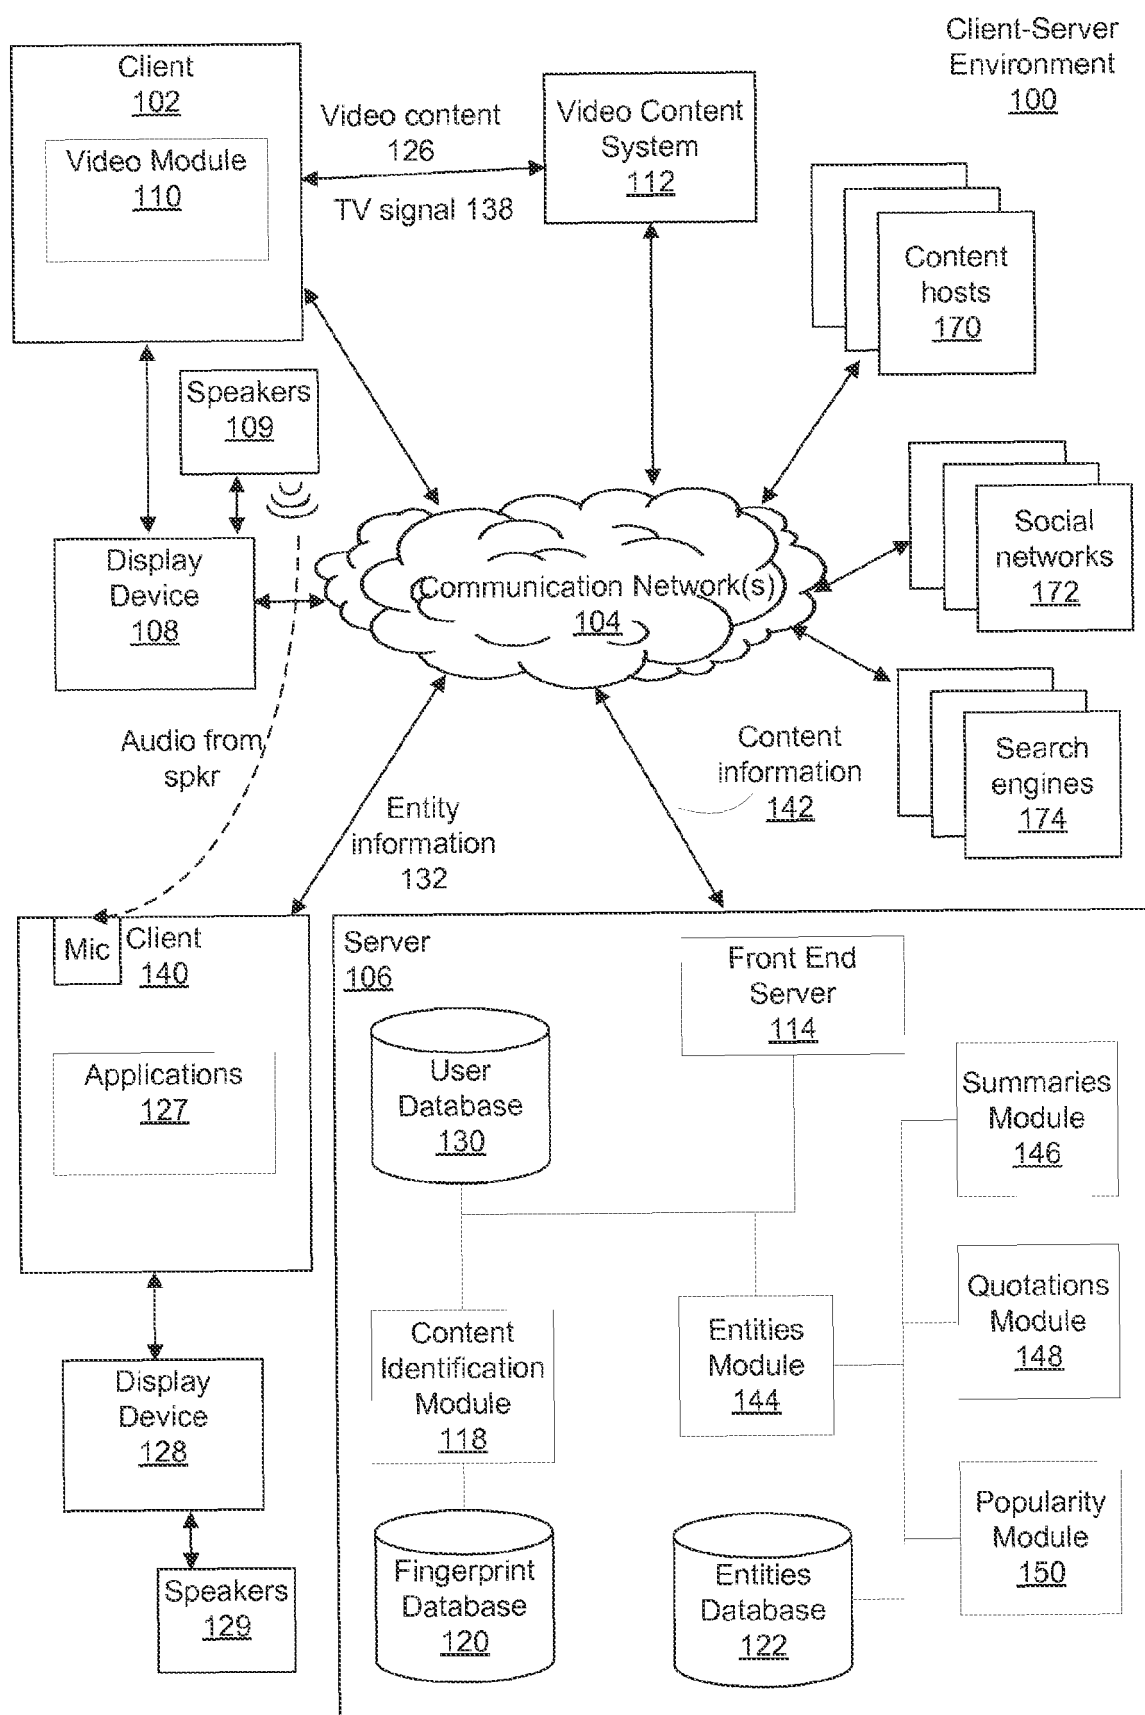 Client-Server
Environment
100
Client
102
Video Module
110
Video content
126
TV signal 138
Video Content
System
112
Content
hosts
170
Speakers
109
Display
Device
108
Communication Network(s)
104
Social
networks
172
Search
engines
174
Audio from
spkr
Entity
information
132
Content
information
142
Mic
Client
140
Applications
127
Display
Device
128
Speakers
129
Server
106
Front End
Server
114
User
Database
130
Summaries
Module
146
Content
Identification
Module
118
Entities
Module
144
Quotations
Module
148
Popularity
Module
150
Fingerprint
Database
120
Entities
Database
122